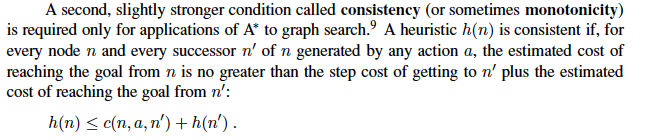 A second, slightly stronger condition called consistency (or sometimes monotonicity)
is required only for applications of A* to graph search.⁹ A heuristic h(n) is consistent if, for
every node n and every successor n′ of n generated by any action a, the estimated cost of
reaching the goal from n is no greater than the step cost of getting to n′ plus the estimated
cost of reaching the goal from n′:
h(n) ≤ c(n, a, n′) + h(n′) .